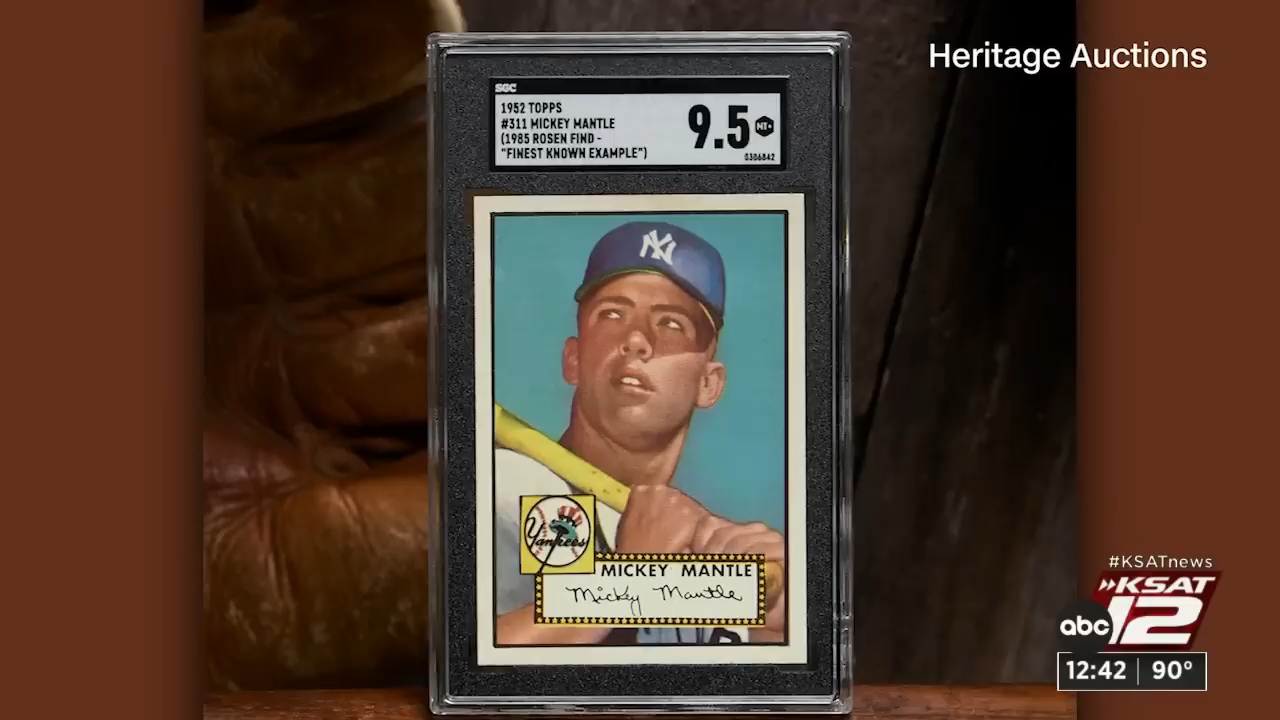 Heritage Auctions
SGC
1952 TOPPS
#311 MICKEY MANTLE
(1985 ROSEN FIND -
"FINEST KNOWN EXAMPLE")
9.5
MT+
0306842
NY
Yankees
MICKEY MANTLE
Mickey Mantle
#KSATnews
KSAT
abc 12
12:42 90°